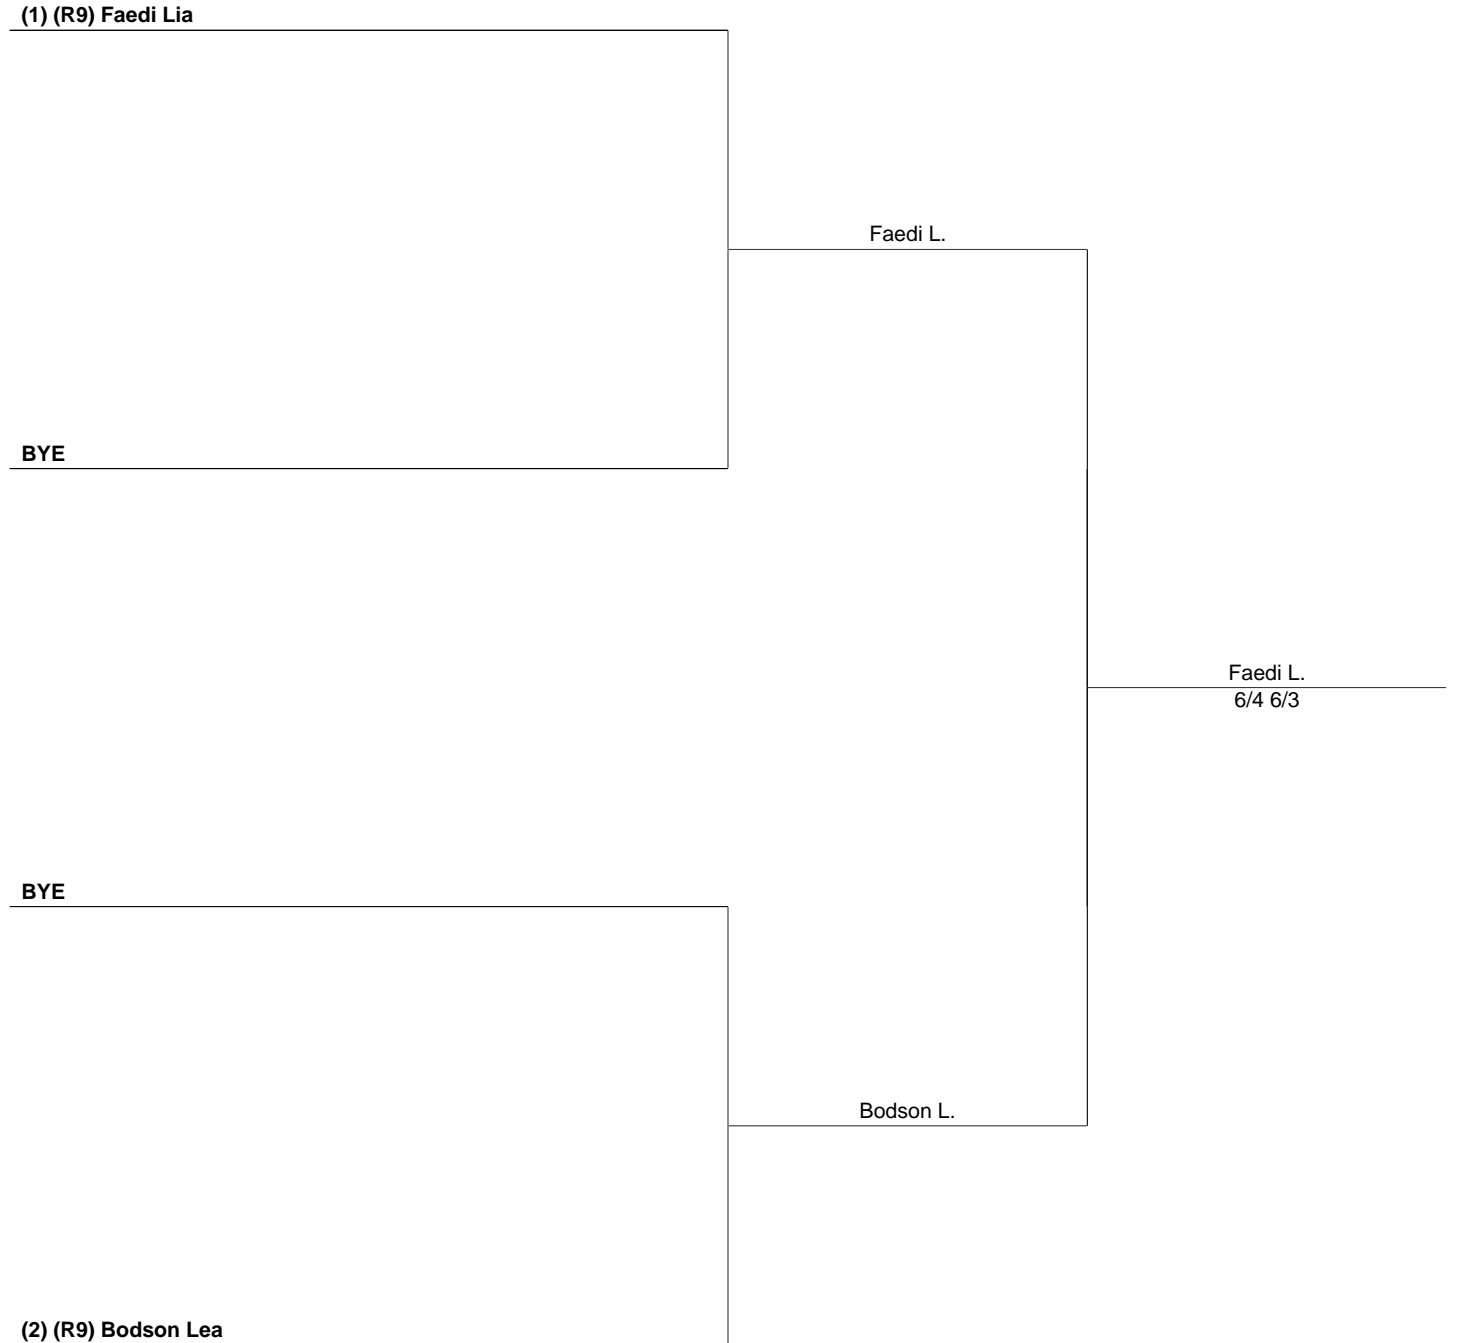 (1) (R9) Faedi Lia
Faedi L.
BYE
Faedi L.
6/4 6/3
BYE
Bodson L.
(2) (R9) Bodson Lea